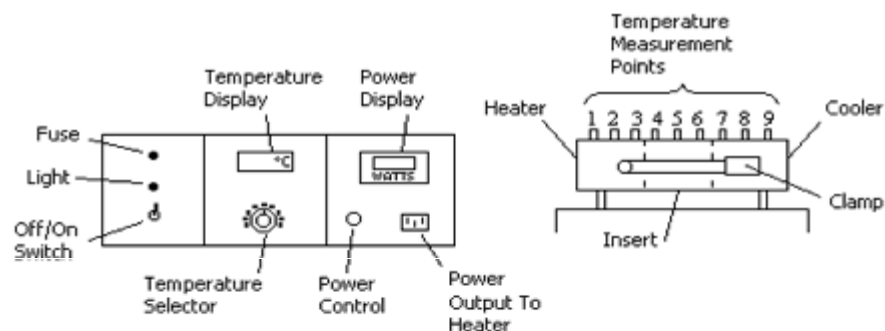 Temperature
Measurement
Points
Temperature
Display
Power
Display
Heater
1 2 3 4 5 6 7 8 9
Cooler
Fuse
°C
WATTS
Light
Clamp
Off/On
Switch
Insert
Temperature
Selector
Power
Control
Power
Output To
Heater